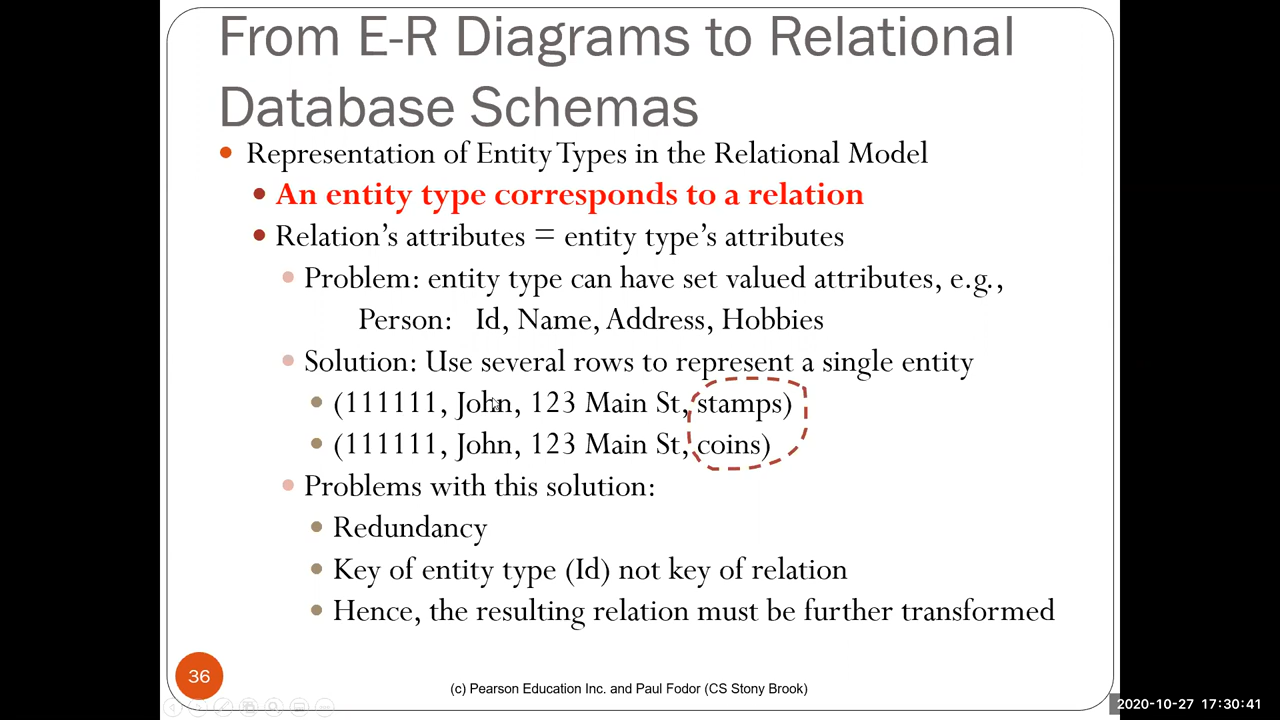 From E-R Diagrams to Relational
Database Schemas
Representation of Entity Types in the Relational Model
An entity type corresponds to a relation
Relation's attributes = entity type's attributes
Problem: entity type can have set valued attributes, e.g.,
Person: Id, Name, Address, Hobbies
Solution: Use several rows to represent a single entity
(111111, John, 123 Main St, stamps)
(111111, John, 123 Main St, coins)
Problems with this solution:
Redundancy
Key of entity type (Id) not key of relation
Hence, the resulting relation must be further transformed
36
(c) Pearson Education Inc. and Paul Fodor (CS Stony Brook)
2020-10-27 17:30:41